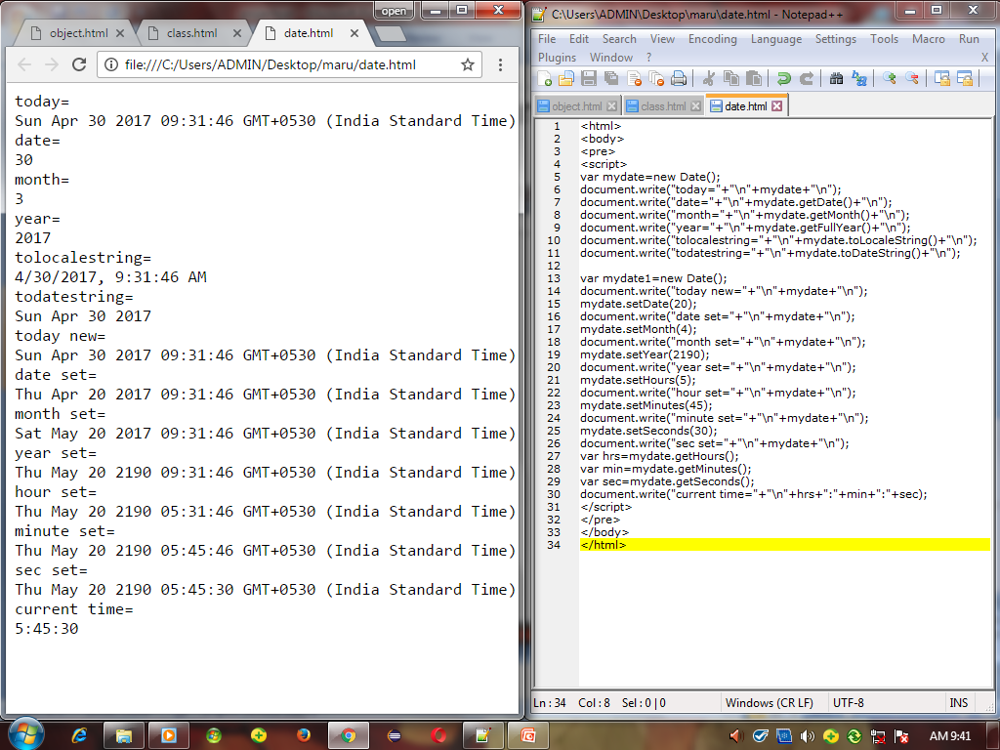 open
object.html
class.html
date.html
file:///C:/Users/ADMIN/Desktop/maru/date.html
today=
Sun Apr 30 2017 09:31:46 GMT+0530 (India Standard Time)
date=
30
month=
3
year=
2017
tolocalestring=
4/30/2017, 9:31:46 AM
todatestring=
Sun Apr 30 2017
today new=
Sun Apr 30 2017 09:31:46 GMT+0530 (India Standard Time)
date set=
Thu Apr 20 2017 09:31:46 GMT+0530 (India Standard Time)
month set=
Sat May 20 2017 09:31:46 GMT+0530 (India Standard Time)
year set=
Thu May 20 2190 09:31:46 GMT+0530 (India Standard Time)
hour set=
Thu May 20 2190 05:31:46 GMT+0530 (India Standard Time)
minute set=
Thu May 20 2190 05:45:46 GMT+0530 (India Standard Time)
sec set=
Thu May 20 2190 05:45:30 GMT+0530 (India Standard Time)
current time=
5:45:30
C:\Users\ADMIN\Desktop\maru\date.html - Notepad++
File Edit Search View Encoding Language Settings Tools Macro Run
Plugins Window ? X
object.html class.html date.html
1 <html>
2 <body>
3 <pre>
4 <script>
5 var mydate=new Date();
6 document.write("today="+"\n"+mydate+"\n");
7 document.write("date="+"\n"+mydate.getDate()+"\n");
8 document.write("month="+"\n"+mydate.getMonth()+"\n");
9 document.write("year="+"\n"+mydate.getFullYear()+"\n");
10 document.write("tolocalestring="+"\n"+mydate.toLocaleString()+"\n");
11 document.write("todatestring="+"\n"+mydate.toDateString()+"\n");
12
13 var mydate1=new Date();
14 document.write("today new="+"\n"+mydate+"\n");
15 mydate.setDate(20);
16 document.write("date set="+"\n"+mydate+"\n");
17 mydate.setMonth(4);
18 document.write("month set="+"\n"+mydate+"\n");
19 mydate.setYear(2190);
20 document.write("year set="+"\n"+mydate+"\n");
21 mydate.setHours(5);
22 document.write("hour set="+"\n"+mydate+"\n");
23 mydate.setMinutes(45);
24 document.write("minute set="+"\n"+mydate+"\n");
25 mydate.setSeconds(30);
26 document.write("sec set="+"\n"+mydate+"\n");
27 var hrs=mydate.getHours();
28 var min=mydate.getMinutes();
29 var sec=mydate.getSeconds();
30 document.write("current time="+"\n"+hrs+":"+min+":"+sec);
31 </script>
32 </pre>
33 </body>
34 </html>
Ln : 34 Col : 8 Sel : 0 | 0 Windows (CR LF) UTF-8 INS
AM 9:41